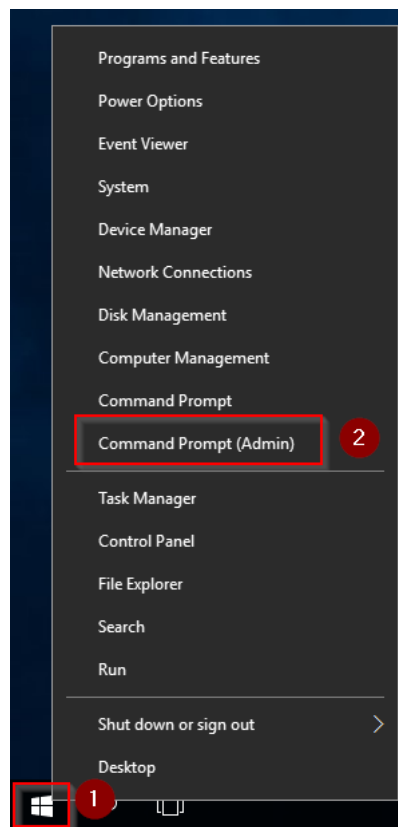 Programs and Features
Power Options
Event Viewer
System
Device Manager
Network Connections
Disk Management
Computer Management
Command Prompt
Command Prompt (Admin)
2
Task Manager
Control Panel
File Explorer
Search
Run
Shut down or sign out
Desktop
1